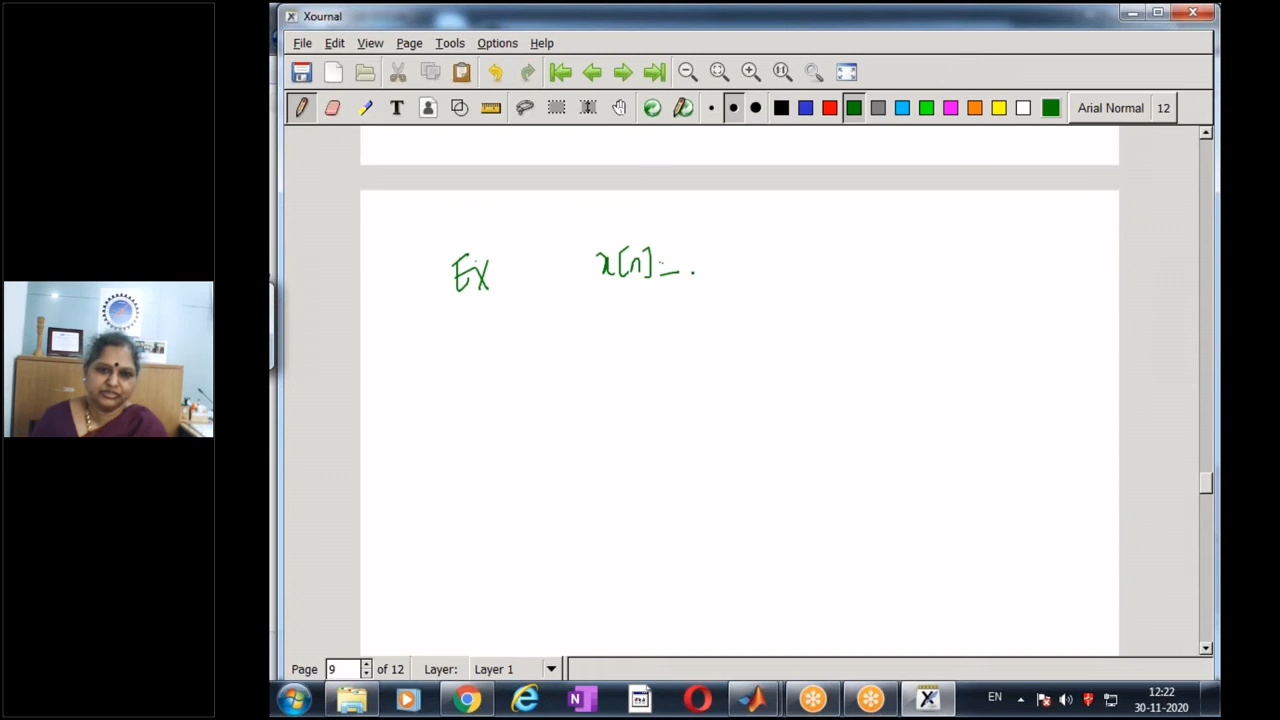 Xournal
File Edit View Page Tools Options Help
Arial Normal 12
EX x[n]= .
Page 9 of 12 Layer: Layer 1
EN 12:22
30-11-2020